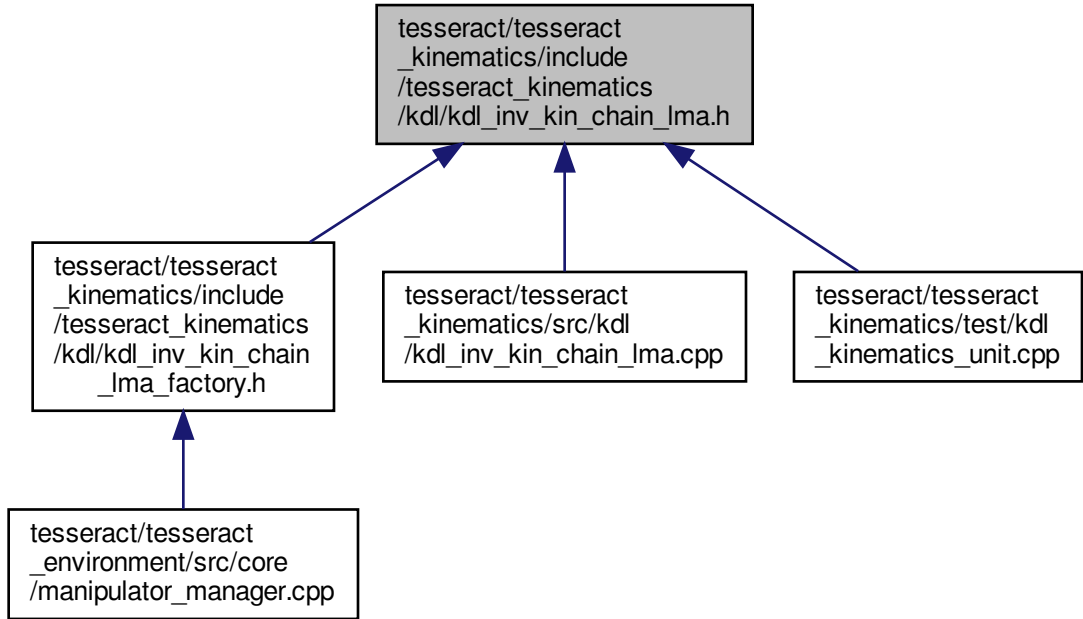 tesseract/tesseract
_kinematics/include
/tesseract_kinematics
/kdl/kdl_inv_kin_chain_lma.h
tesseract/tesseract
_kinematics/include
/tesseract_kinematics
/kdl/kdl_inv_kin_chain
_lma_factory.h
tesseract/tesseract
_kinematics/src/kdl
/kdl_inv_kin_chain_lma.cpp
tesseract/tesseract
_kinematics/test/kdl
_kinematics_unit.cpp
tesseract/tesseract
_environment/src/core
/manipulator_manager.cpp